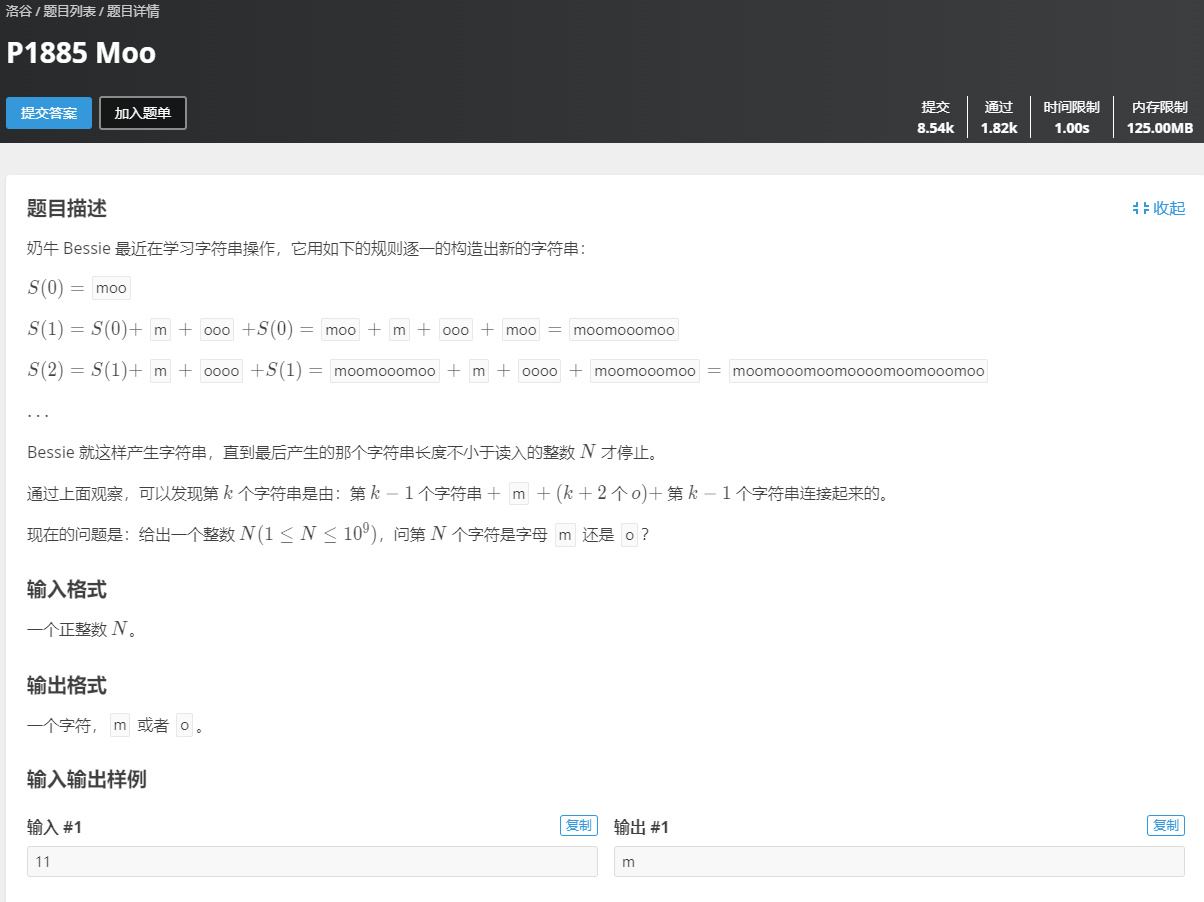 洛谷 / 题目列表 / 题目详情
P1885 Moo
提交答案 加入题单
提交 通过 时间限制 内存限制
8.54k 1.82k 1.00s 125.00MB
题目描述 收起
奶牛 Bessie 最近在学习字符串操作，它用如下的规则逐一的构造出新的字符串：
S(0) = moo
S(1) = S(0)+ m + ooo +S(0) = moo + m + ooo + moo = moomooomoo
S(2) = S(1)+ m + oooo +S(1) = moomooomoo + m + oooo + moomooomoo = moomooomoomoooomoomooomoo
...
Bessie 就这样产生字符串，直到最后产生的那个字符串长度不小于读入的整数 N 才停止。
通过上面观察，可以发现第 k 个字符串是由：第 k − 1 个字符串 + m + (k + 2 个 o)+ 第 k − 1 个字符串连接起来的。
现在的问题是：给出一个整数 N(1 ≤ N ≤ 10⁹)，问第 N 个字符是字母 m 还是 o ?
输入格式
一个正整数 N。
输出格式
一个字符， m 或者 o 。
输入输出样例
输入 #1 复制 输出 #1 复制
11 m